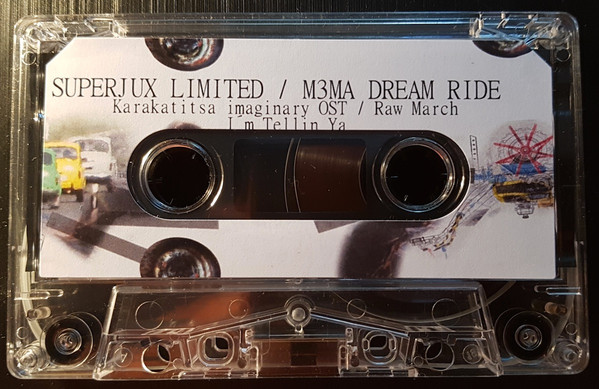 SUPERJUX LIMITED / M3MA DREAM RIDE
Karakatitsa imaginary OST / Raw March
I m Tellin Ya